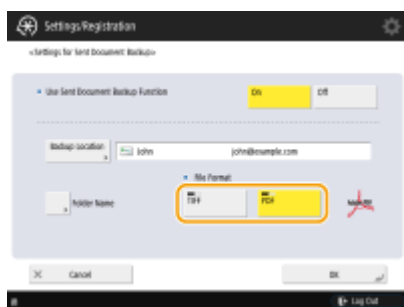 Settings/Registration
<Settings for Sent Document Backup>
Use Sent Document Backup Function
On
Off
Backup Location
John
john@example.com
File Format
Folder Name
TIFF
PDF
Cancel
OK
Log Out